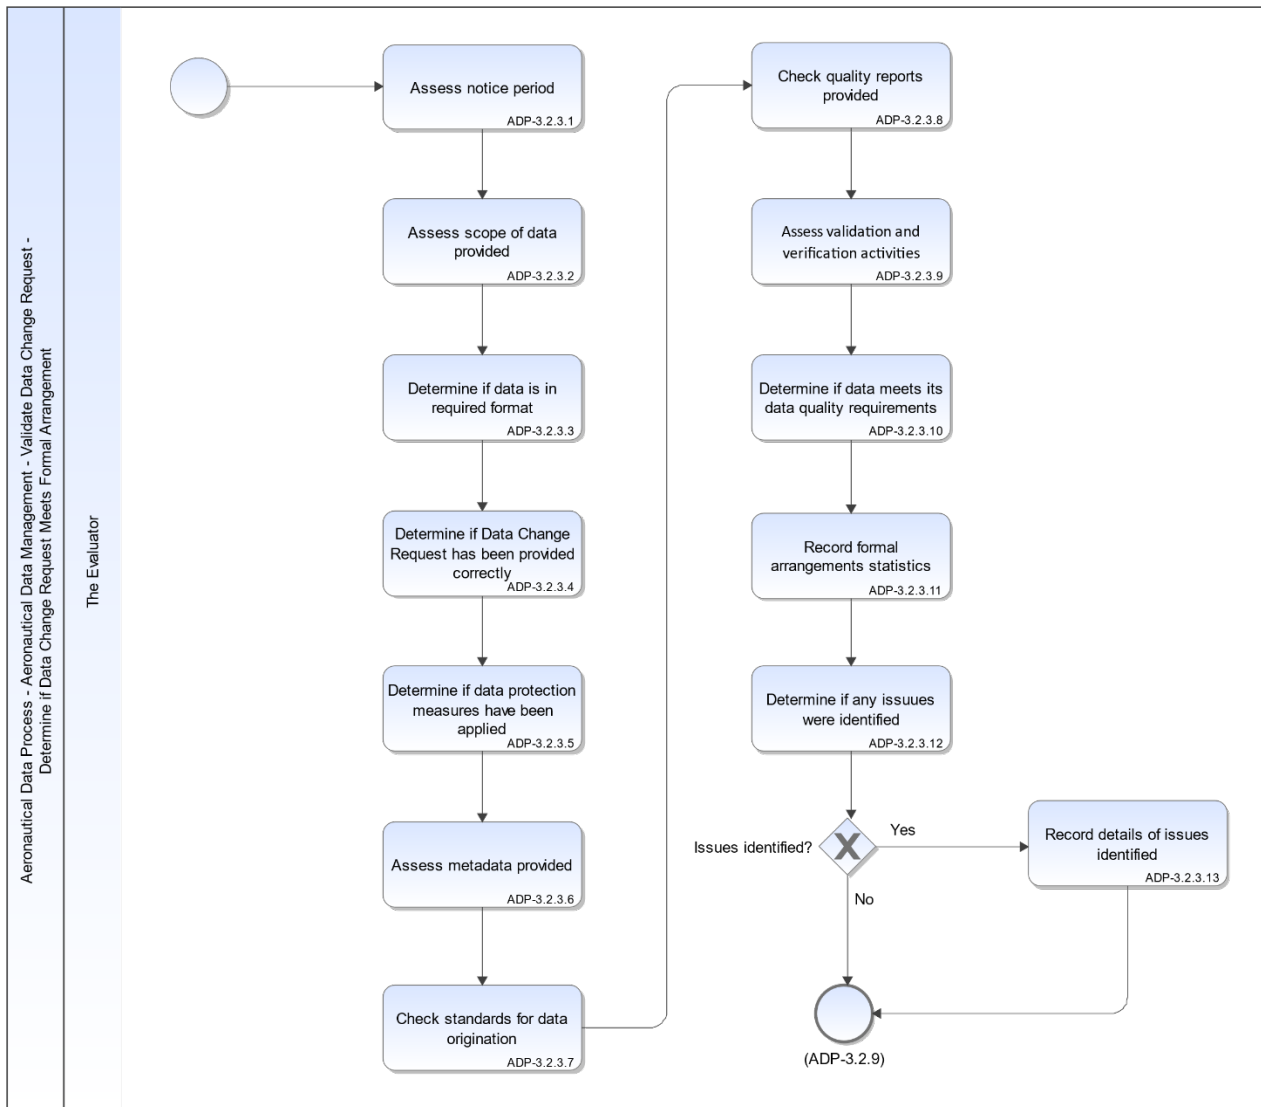 Aeronautical Data Process - Aeronautical Data Management - Validate Data Change Request -
Determine if Data Change Request Meets Formal Arrangement
The Evaluator
Assess notice period
ADP-3.2.3.1
Assess scope of data
provided
ADP-3.2.3.2
Determine if data is in
required format
ADP-3.2.3.3
Determine if Data Change
Request has been provided
correctly
ADP-3.2.3.4
Determine if data protection
measures have been
applied
ADP-3.2.3.5
Assess metadata provided
ADP-3.2.3.6
Check standards for data
origination
ADP-3.2.3.7
Check quality reports
provided
ADP-3.2.3.8
Assess validation and
verification activities
ADP-3.2.3.9
Determine if data meets its
data quality requirements
ADP-3.2.3.10
Record formal
arrangements statistics
ADP-3.2.3.11
Determine if any issuues
were identified
ADP-3.2.3.12
Issues identified?
Yes
No
Record details of issues
identified
ADP-3.2.3.13
(ADP-3.2.9)